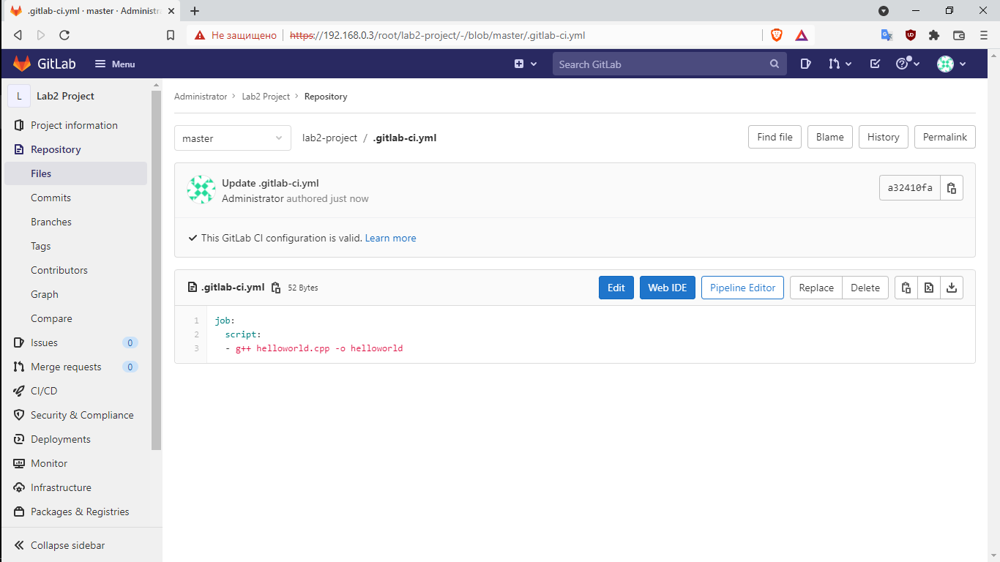 .gitlab-ci.yml · master · Administra
Не защищено https://192.168.0.3/root/lab2-project/-/blob/master/.gitlab-ci.yml
GitLab Menu Search GitLab
L Lab2 Project
Project information
Repository
Files
Commits
Branches
Tags
Contributors
Graph
Compare
Issues 0
Merge requests 0
CI/CD
Security & Compliance
Deployments
Monitor
Infrastructure
Packages & Registries
Collapse sidebar
Administrator > Lab2 Project > Repository
master lab2-project / .gitlab-ci.yml Find file Blame History Permalink
Update .gitlab-ci.yml
Administrator authored just now
a32410fa
This GitLab CI configuration is valid. Learn more
.gitlab-ci.yml 52 Bytes Edit Web IDE Pipeline Editor Replace Delete
1 job:
2 script:
3 - g++ helloworld.cpp -o helloworld